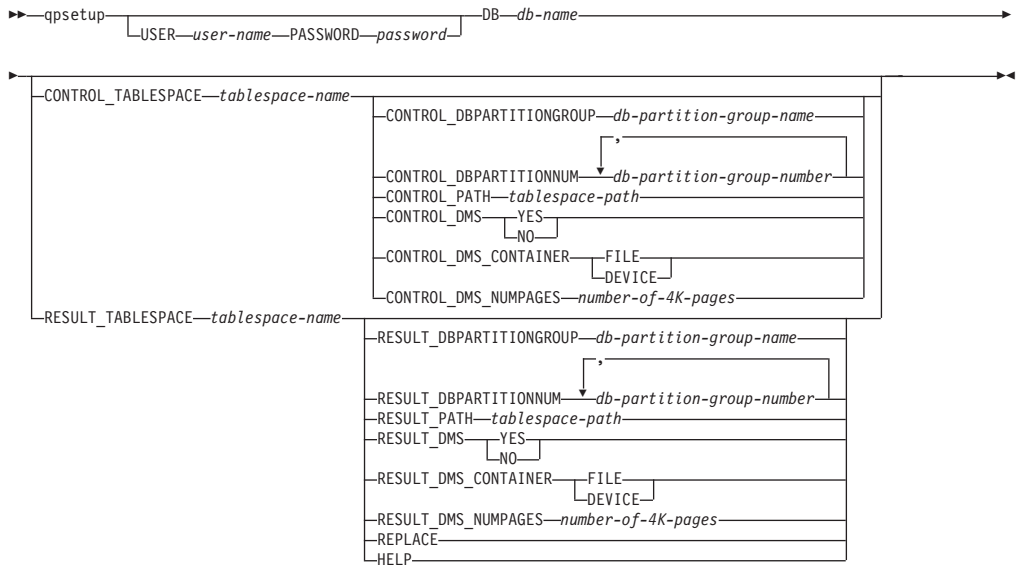 qpsetup DB db-name
USER user-name PASSWORD password
CONTROL_TABLESPACE tablespace-name
CONTROL_DBPARTITIONGROUP db-partition-group-name
,
CONTROL_DBPARTITIONNUM db-partition-group-number
CONTROL_PATH tablespace-path
CONTROL_DMS YES
NO
CONTROL_DMS_CONTAINER FILE
DEVICE
CONTROL_DMS_NUMPAGES number-of-4K-pages
RESULT_TABLESPACE tablespace-name
RESULT_DBPARTITIONGROUP db-partition-group-name
,
RESULT_DBPARTITIONNUM db-partition-group-number
RESULT_PATH tablespace-path
RESULT_DMS YES
NO
RESULT_DMS_CONTAINER FILE
DEVICE
RESULT_DMS_NUMPAGES number-of-4K-pages
REPLACE
HELP